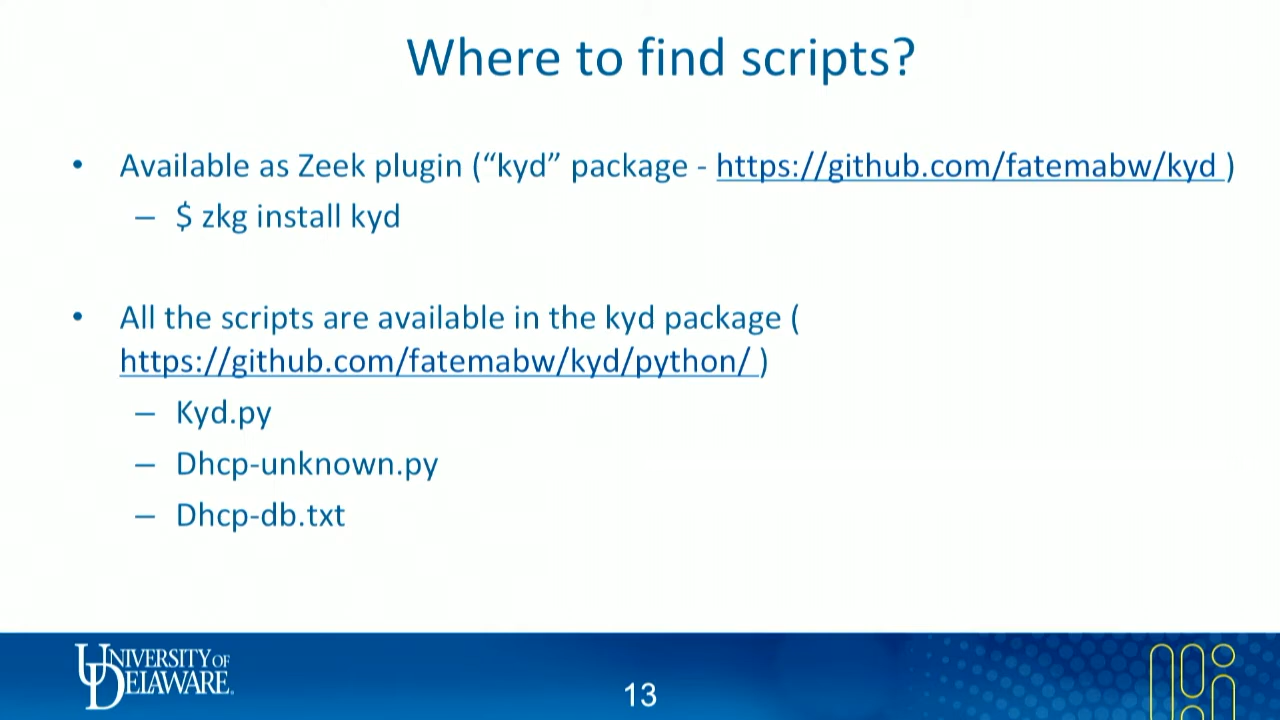 Where to find scripts?
• Available as Zeek plugin (“kyd” package - https://github.com/fatemabw/kyd )
– $ zkg install kyd
• All the scripts are available in the kyd package (
https://github.com/fatemabw/kyd/python/ )
– Kyd.py
– Dhcp-unknown.py
– Dhcp-db.txt
UNIVERSITY OF
DELAWARE.
13